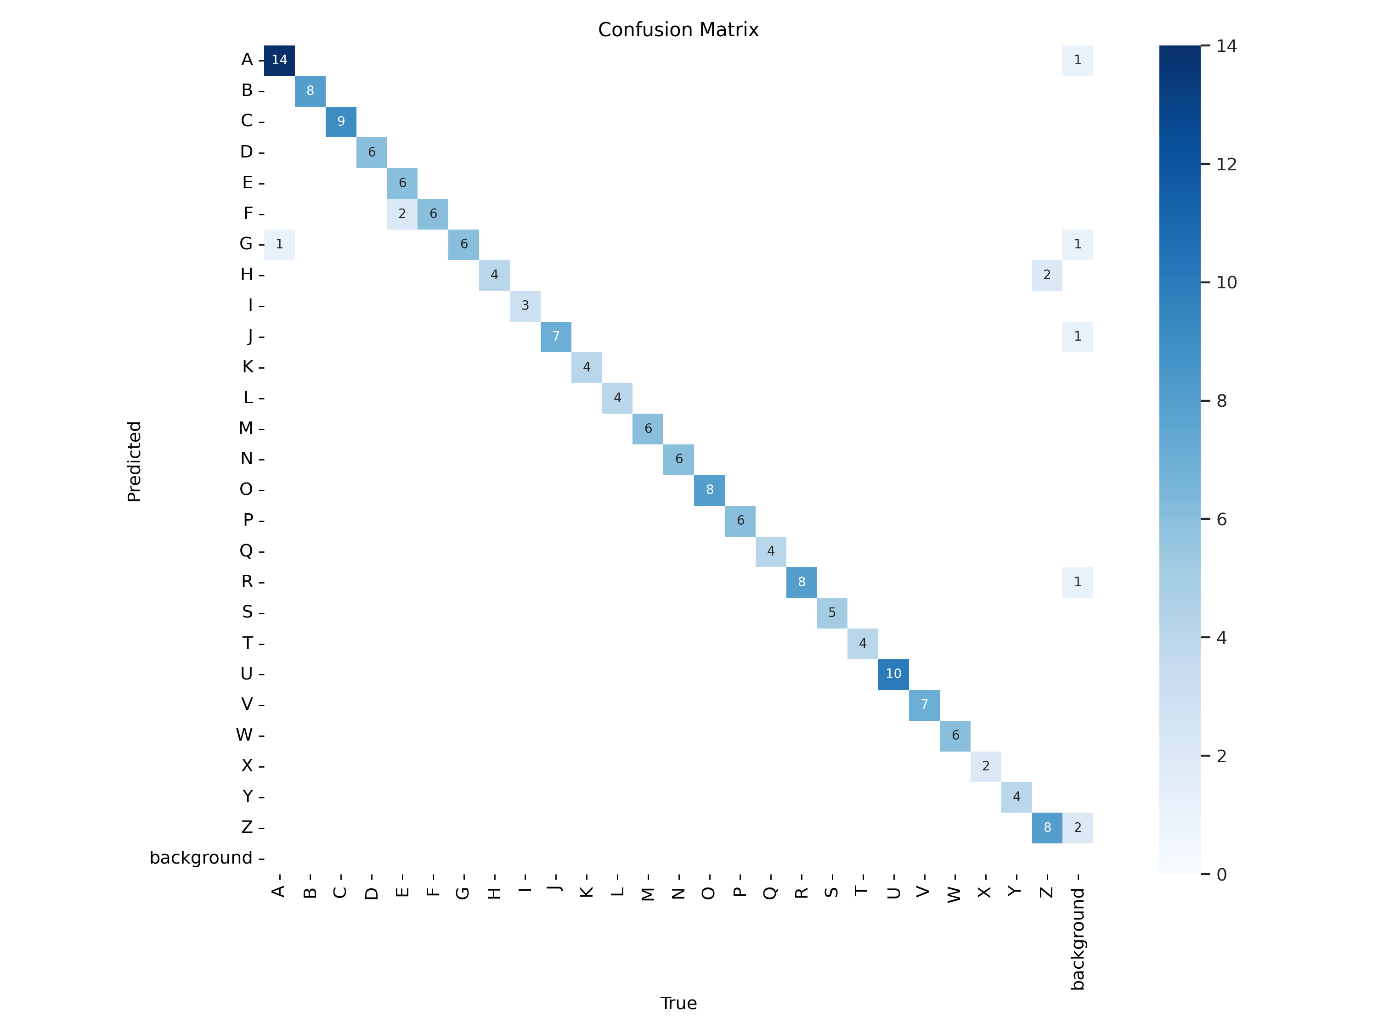 Confusion Matrix
A 14 1
B 8
C 9
D 6
E 6
F 2 6
G 1 6 1
H 4 2
I 3
J 7 1
K 4
L 4
M 6
N 6
O 8
P 6
Q 4
R 8 1
S 5
T 4
U 10
V 7
W 6
X 2
Y 4
Z 8 2
background
A B C D E F G H I J K L M N O P Q R S T U V W X Y Z background
True
Predicted
14
12
10
8
6
4
2
0